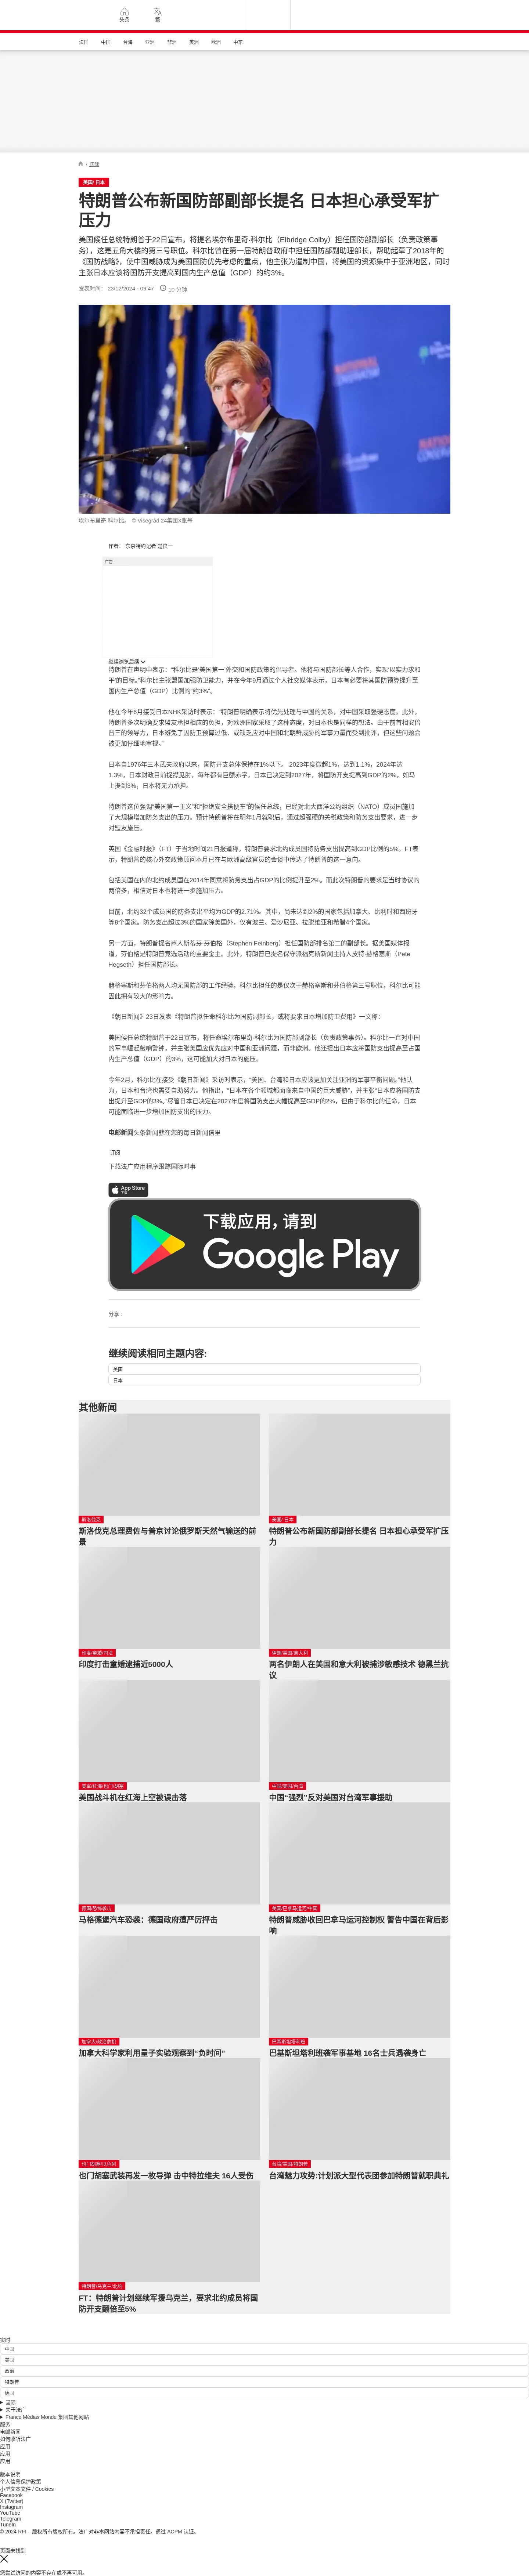 头条
繁
法国
中国
台海
亚洲
非洲
美洲
欧洲
中东
/ 国际
美国/ 日本
特朗普公布新国防部副部长提名 日本担心承受军扩
压力
美国候任总统特朗普于22日宣布，将提名埃尔布里奇·科尔比（Elbridge Colby）担任国防部副部长（负责政策事
务），这是五角大楼的第三号职位。科尔比曾在第一届特朗普政府中担任国防部副助理部长，帮助起草了2018年的
《国防战略》，使中国威胁成为美国国防优先考虑的重点，他主张为遏制中国，将美国的资源集中于亚洲地区，同时
主张日本应该将国防开支提高到国内生产总值（GDP）的约3%。
发表时间： 23/12/2024 - 09:47
10 分钟
埃尔布里奇·科尔比。 © Visegrád 24集团X账号
作者： 东京特约记者 楚良一
广告
继续浏览后续
特朗普在声明中表示：“科尔比是‘美国第一’外交和国防政策的倡导者。他将与国防部长等人合作，实现‘以实力求和
平’的目标。”科尔比主张盟国加强防卫能力，并在今年9月通过个人社交媒体表示，日本有必要将其国防预算提升至
国内生产总值（GDP）比例的“约3%”。
他在今年6月接受日本NHK采访时表示：“特朗普明确表示将优先处理与中国的关系，对中国采取强硬态度。此外，
特朗普多次明确要求盟友承担相应的负担，对欧洲国家采取了这种态度，对日本也是同样的想法。由于前首相安倍
晋三的领导力，日本避免了因防卫预算过低、或缺乏应对中国和北朝鲜威胁的军事力量而受到批评，但这些问题会
被更加仔细地审视。”
日本自1976年三木武夫政府以来，国防开支总体保持在1%以下。 2023年度微超1%，达到1.1%，2024年达
1.3%，日本财政目前捉襟见肘，每年都有巨额赤字，日本已决定到2027年，将国防开支提高到GDP的2%，如马
上提到3%，日本将无力承担。
特朗普这位强调“美国第一主义”和“拒绝安全搭便车”的候任总统，已经对北大西洋公约组织（NATO）成员国施加
了大规模增加防务支出的压力。预计特朗普将在明年1月就职后，通过超强硬的关税政策和防务支出要求，进一步
对盟友施压。
英国《金融时报》（FT）于当地时间21日报道称，特朗普要求北约成员国将防务支出提高到GDP比例的5%。FT表
示，特朗普的核心外交政策顾问本月已在与欧洲高级官员的会谈中传达了特朗普的这一意向。
包括美国在内的北约成员国在2014年同意将防务支出占GDP的比例提升至2%。而此次特朗普的要求是当时协议的
两倍多，相信对日本也将进一步施加压力。
目前，北约32个成员国的防务支出平均为GDP的2.71%。其中，尚未达到2%的国家包括加拿大、比利时和西班牙
等8个国家。防务支出超过3%的国家除美国外，仅有波兰、爱沙尼亚、拉脱维亚和希腊4个国家。
另一方面，特朗普提名商人斯蒂芬·芬伯格（Stephen Feinberg）担任国防部排名第二的副部长。据美国媒体报
道，芬伯格是特朗普竞选活动的重要金主。此外，特朗普已提名保守派福克斯新闻主持人皮特·赫格塞斯（Pete
Hegseth）担任国防部长。
赫格塞斯和芬伯格两人均无国防部的工作经验，科尔比担任的是仅次于赫格塞斯和芬伯格第三号职位，科尔比可能
因此拥有较大的影响力。
《朝日新闻》23日发表《特朗普拟任命科尔比为国防副部长，或将要求日本增加防卫费用》一文称：
美国候任总统特朗普于22日宣布，将任命埃尔布里奇·科尔比为国防部副部长（负责政策事务）。科尔比一直对中国
的军事崛起敲响警钟，并主张美国应优先应对中国和亚洲问题，而非欧洲。他还提出日本应将国防支出提高至占国
内生产总值（GDP）的3%，这可能加大对日本的施压。
今年2月，科尔比在接受《朝日新闻》采访时表示，“美国、台湾和日本应该更加关注亚洲的军事平衡问题。”他认
为，日本和台湾也需要自助努力。他指出，“日本在各个领域都面临来自中国的巨大威胁”，并主张“日本应将国防支
出提升至GDP的3%。”尽管日本已决定在2027年度将国防支出大幅提高至GDP的2%，但由于科尔比的任命，日本
可能面临进一步增加国防支出的压力。
电邮新闻头条新闻就在您的每日新闻信里
订阅
下载法广应用程序跟踪国际时事
App Store
下载
下载应用，请到
Google Play
分享 :
继续阅读相同主题内容:
美国
日本
其他新闻
斯洛伐克
斯洛伐克总理费佐与普京讨论俄罗斯天然气输送的前
景
美国/ 日本
特朗普公布新国防部副部长提名 日本担心承受军扩压
力
印度/童婚/司法
印度打击童婚逮捕近5000人
伊朗/美国/意大利
两名伊朗人在美国和意大利被捕涉敏感技术 德黑兰抗
议
美军/红海/也门/胡塞
美国战斗机在红海上空被误击落
中国/美国/台湾
中国“强烈”反对美国对台湾军事援助
德国/恐怖袭击
马格德堡汽车恐袭：德国政府遭严厉抨击
美国/巴拿马运河/中国
特朗普威胁收回巴拿马运河控制权 警告中国在背后影
响
加拿大/政治危机
加拿大科学家利用量子实验观察到“负时间”
巴基斯坦塔利班
巴基斯坦塔利班袭军事基地 16名士兵遇袭身亡
也门胡塞/以色列
也门胡塞武装再发一枚导弹 击中特拉维夫 16人受伤
台湾/美国/特朗普
台湾魅力攻势:计划派大型代表团参加特朗普就职典礼
特朗普/乌克兰/北约
FT：特朗普计划继续军援乌克兰，要求北约成员将国
防开支翻倍至5%
实时
中国
美国
政治
特朗普
德国
国际
关于法广
France Médias Monde 集团其他网站
服务
电邮新闻
如何收听法广
应用
应用
应用
版本说明
个人信息保护政策
小型文本文件 / Cookies
Facebook
X (Twitter)
Instagram
YouTube
Telegram
TuneIn
© 2024 RFI – 版权所有版权所有。法广对非本网站内容不承担责任。通过 ACPM 认证。
页面未找到
您尝试访问的内容不存在或不再可用。